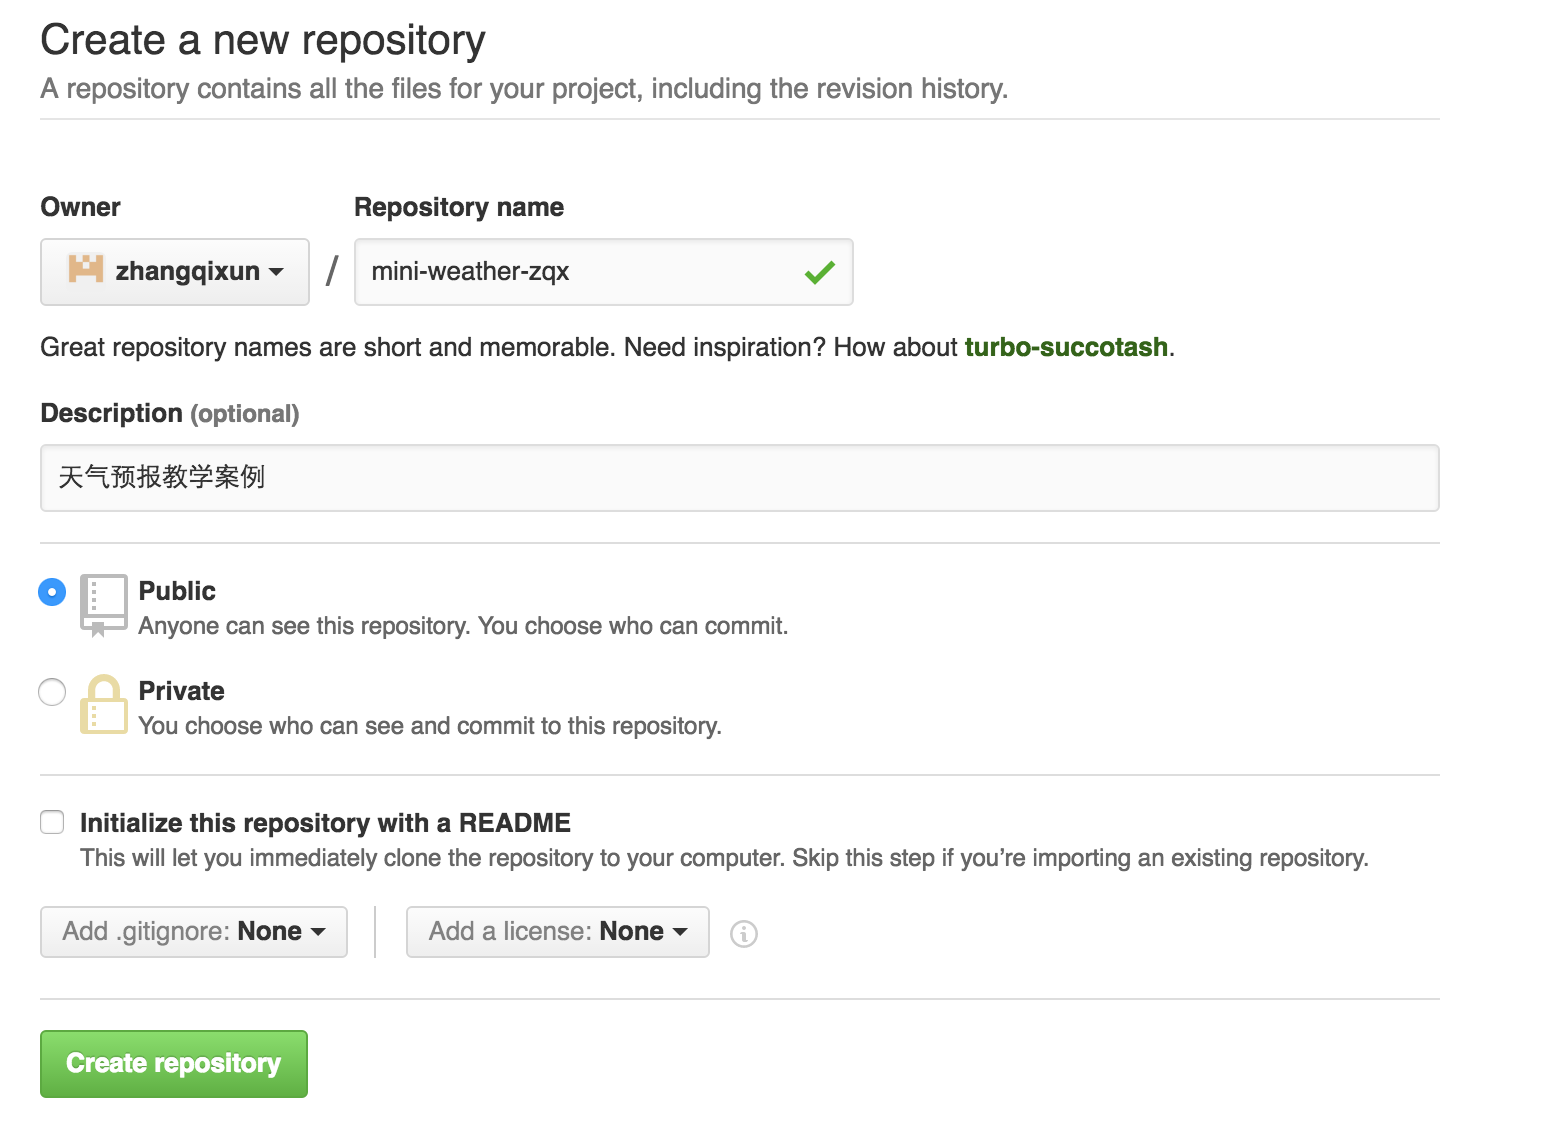 Create a new repository
A repository contains all the files for your project, including the revision history.
Owner
Repository name
zhangqixun / mini-weather-zqx
Great repository names are short and memorable. Need inspiration? How about turbo-succotash.
Description (optional)
天气预报教学案例
Public
Anyone can see this repository. You choose who can commit.
Private
You choose who can see and commit to this repository.
Initialize this repository with a README
This will let you immediately clone the repository to your computer. Skip this step if you’re importing an existing repository.
Add .gitignore: None
Add a license: None
Create repository